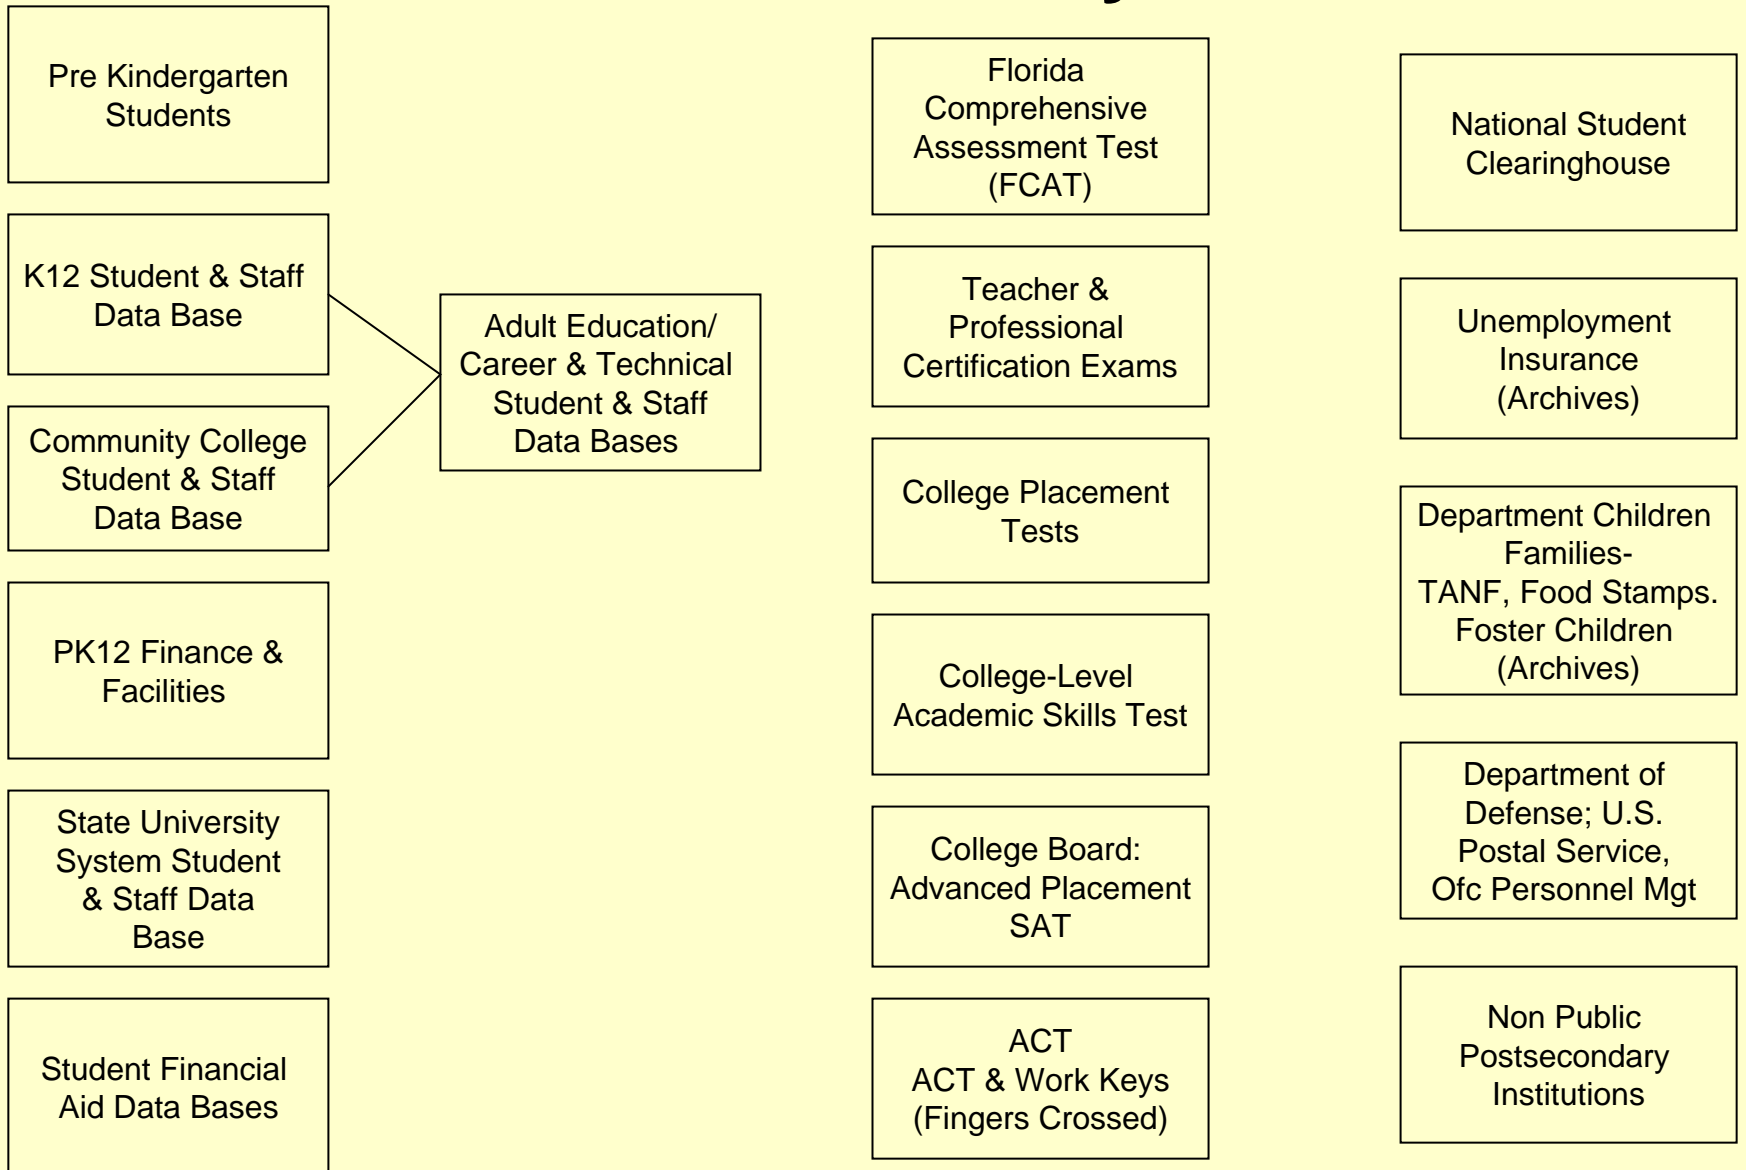 Pre Kindergarten
Students
K12 Student & Staff
Data Base
Community College
Student & Staff
Data Base
PK12 Finance &
Facilities
State University
System Student
& Staff Data
Base
Student Financial
Aid Data Bases
Adult Education/
Career & Technical
Student & Staff
Data Bases
Florida
Comprehensive
Assessment Test
(FCAT)
Teacher &
Professional
Certification Exams
College Placement
Tests
College-Level
Academic Skills Test
College Board:
Advanced Placement
SAT
ACT
ACT & Work Keys
(Fingers Crossed)
National Student
Clearinghouse
Unemployment
Insurance
(Archives)
Department Children
Families-
TANF, Food Stamps.
Foster Children
(Archives)
Department of
Defense; U.S.
Postal Service,
Ofc Personnel Mgt
Non Public
Postsecondary
Institutions